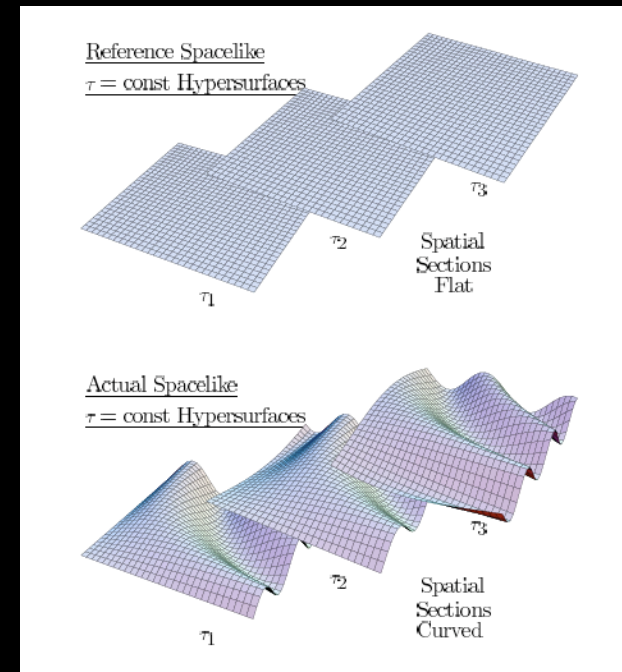 Reference Spacelike
τ = const Hypersurfaces
τ3
τ2
τ1
Spatial
Sections
Flat
Actual Spacelike
τ = const Hypersurfaces
τ3
τ2
τ1
Spatial
Sections
Curved